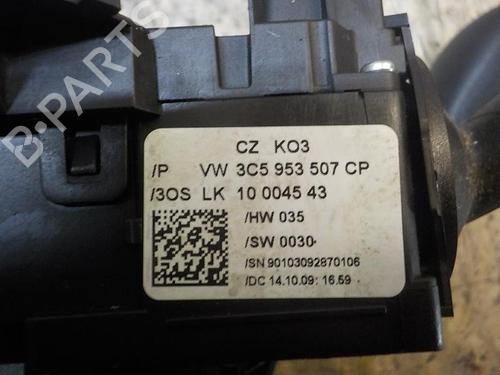 B-PARTS
CZ KO3
/P VW 3C5 953 507 CP
/3OS LK 10 0045 43
/HW 035
/SW 0030
/SN 90103092870106
/DC 14.10.09: 16.59